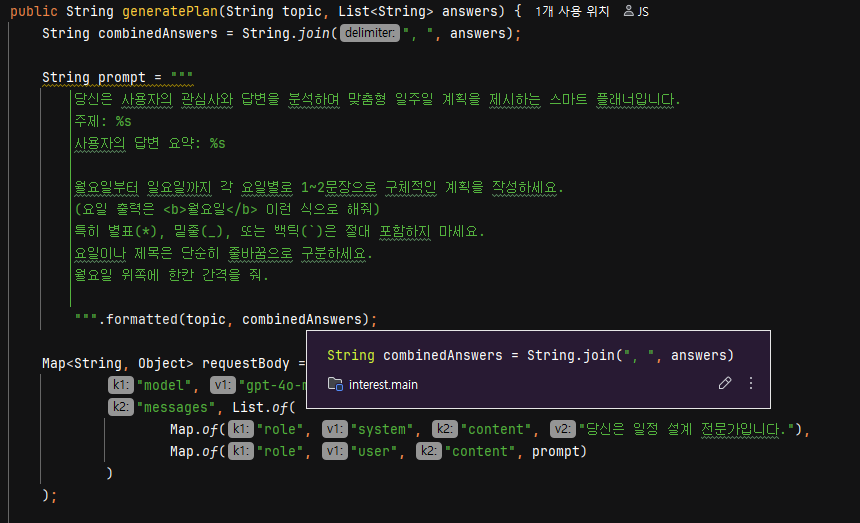 public String generatePlan(String topic, List<String> answers) { 1개 사용 위치 JS
String combinedAnswers = String.join( delimiter: ", ", answers);
String prompt = """
당신은 사용자의 관심사와 답변을 분석하며 맞춤형 일주일 계획을 제시하는 스마트 플래너입니다.
주제: %s
사용자의 답변 요약: %s
월요일부터 일요일까지 각 요일별로 1~2문장으로 구체적인 계획을 작성하세요.
(요일 출력은 <b>월요일</b> 이런 식으로 해줘)
특히 별표(*), 밑줄(_), 또는 백틱(`)은 절대 포함하지 마세요.
요일이나 제목은 단순히 줄바꿈으로 구분하세요.
월요일 위쪽에 한칸 간격을 줘.
""".formatted(topic, combinedAnswers);
String combinedAnswers = String.join(", ", answers)
interest.main
Map<String, Object> requestBody =
k1: "model", v1: "gpt-4o-m
k2: "messages", List.of(
Map.of( k1: "role", v1: "system", k2: "content", v2: "당신은 일정 설계 전문가입니다."),
Map.of( k1: "role", v1: "user", k2: "content", prompt)
)
);